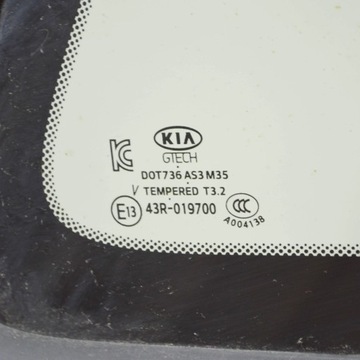 KIA
GTECH
DOT736 AS3 M35
V TEMPERED T3.2
E13 43R-019700
CCC
A004138
KC